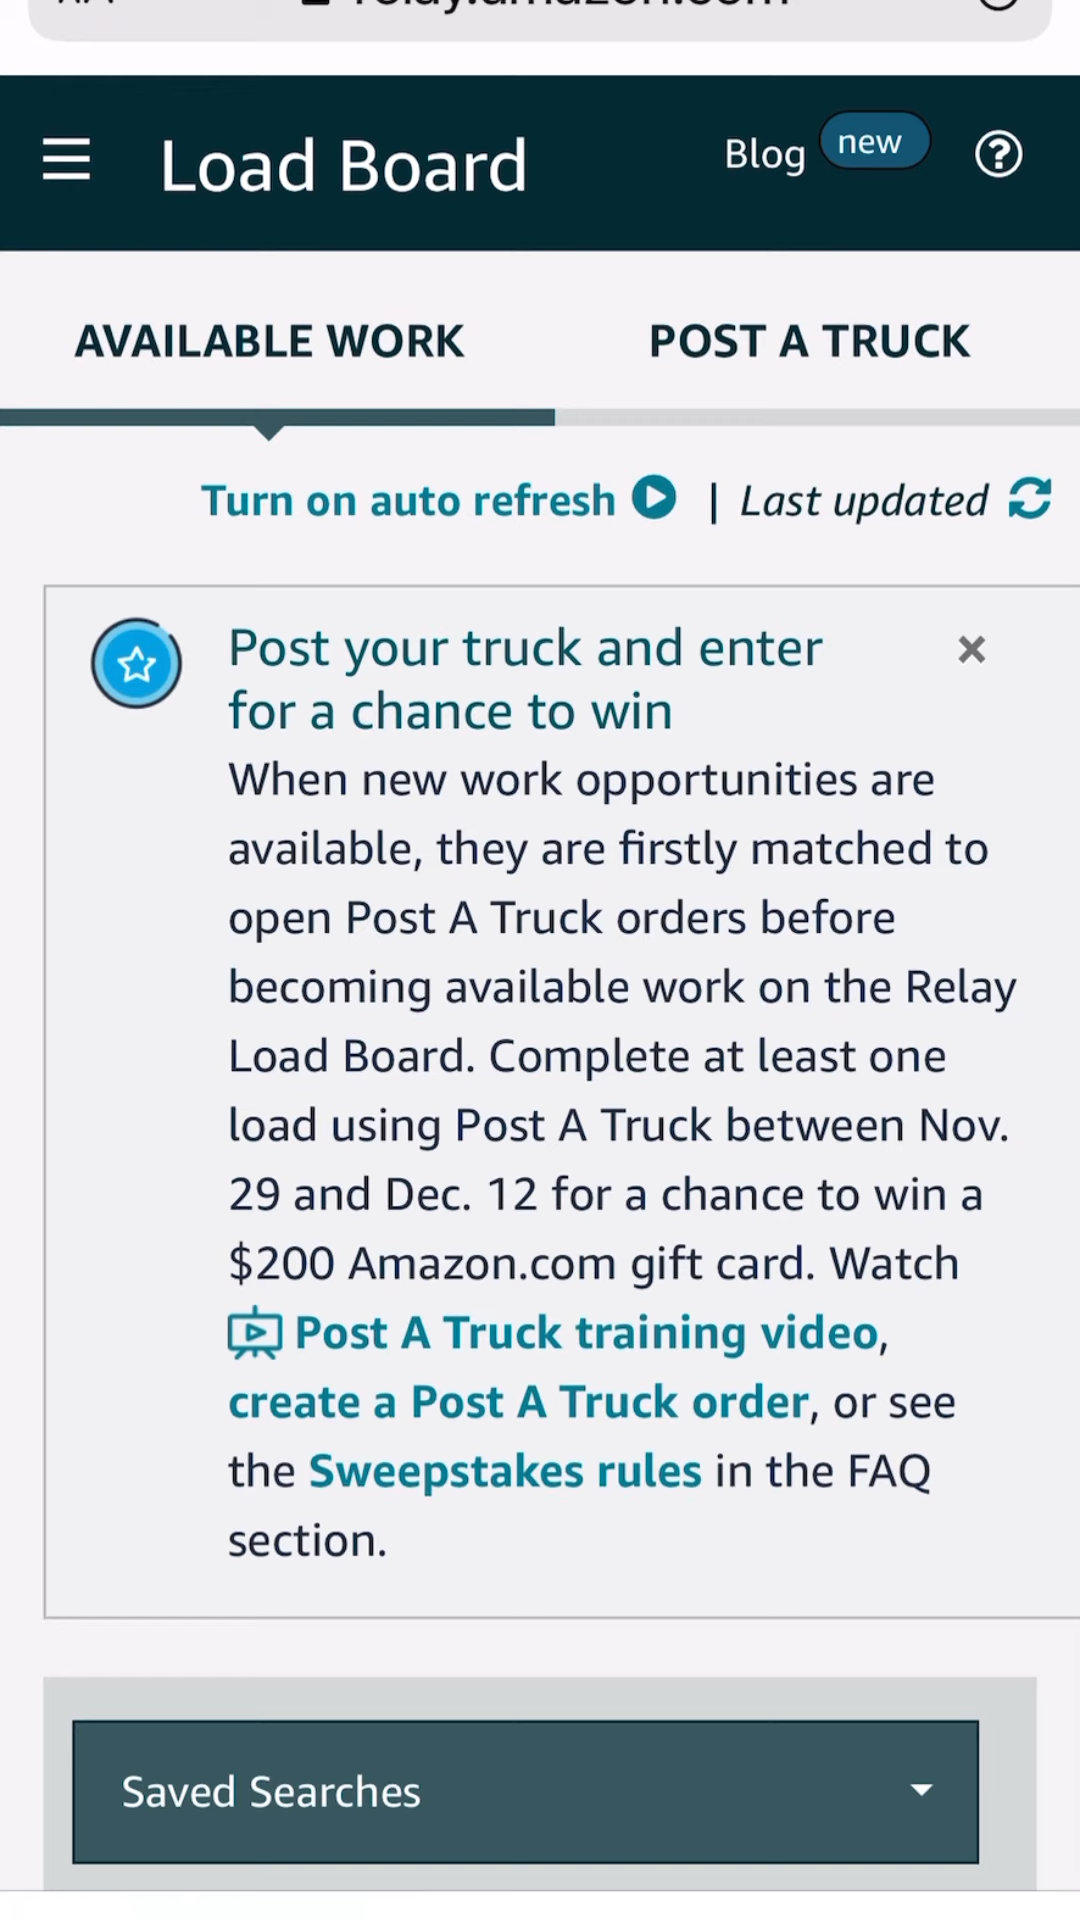 relay.amazon.com
Load Board
Blog new
AVAILABLE WORK POST A TRUCK
Turn on auto refresh | Last updated
Post your truck and enter
for a chance to win
When new work opportunities are
available, they are firstly matched to
open Post A Truck orders before
becoming available work on the Relay
Load Board. Complete at least one
load using Post A Truck between Nov.
29 and Dec. 12 for a chance to win a
$200 Amazon.com gift card. Watch
Post A Truck training video,
create a Post A Truck order, or see
the Sweepstakes rules in the FAQ
section.
Saved Searches